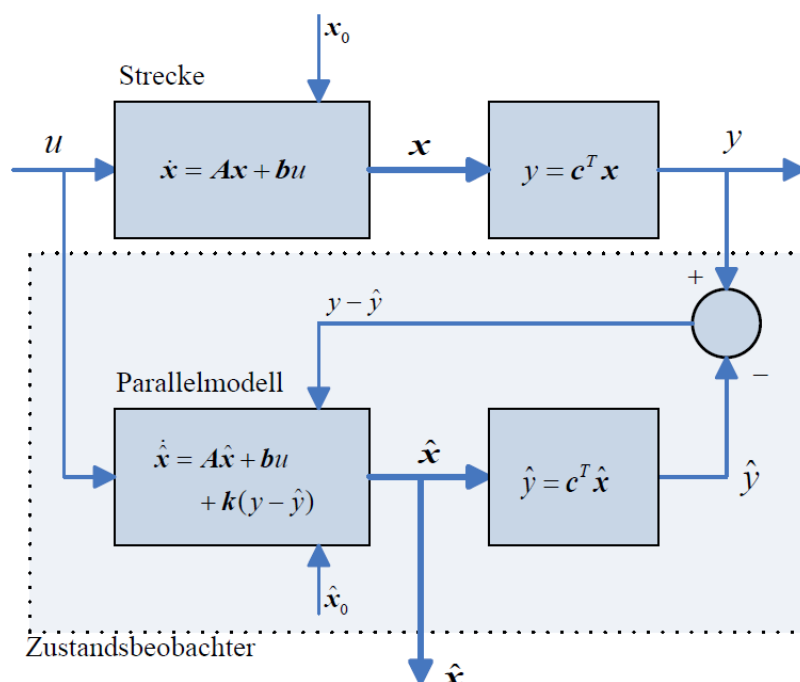 x₀
Strecke
u
ẋ = Ax + bu
x
y = cᵀx
y
+
y − ŷ
−
Parallelmodell
x̂̇ = Ax̂ + bu
+ k(y − ŷ)
x̂
ŷ = cᵀx̂
ŷ
x̂₀
Zustandsbeobachter
x̂